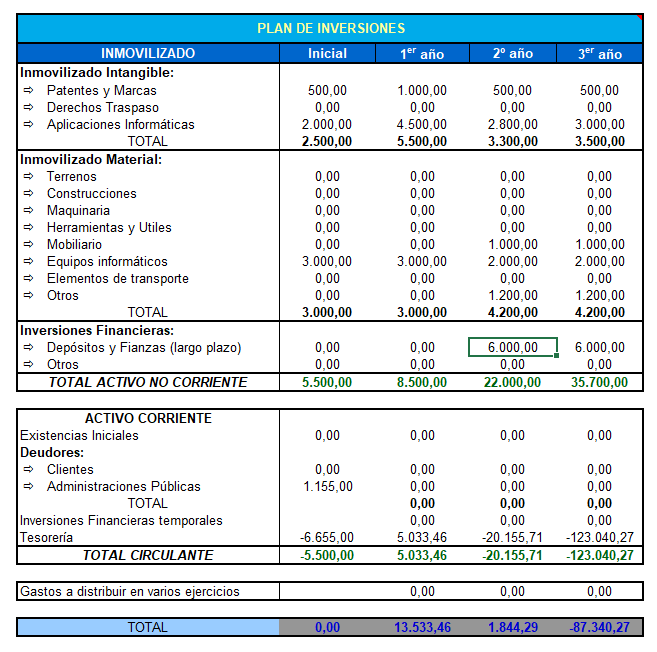 PLAN DE INVERSIONES
INMOVILIZADO Inicial 1er año 2º año 3er año
Inmovilizado Intangible:
⇨ Patentes y Marcas 500,00 1.000,00 500,00 500,00
⇨ Derechos Traspaso 0,00 0,00 0,00 0,00
⇨ Aplicaciones Informáticas 2.000,00 4.500,00 2.800,00 3.000,00
TOTAL 2.500,00 5.500,00 3.300,00 3.500,00
Inmovilizado Material:
⇨ Terrenos 0,00 0,00 0,00 0,00
⇨ Construcciones 0,00 0,00 0,00 0,00
⇨ Maquinaria 0,00 0,00 0,00 0,00
⇨ Herramientas y Utiles 0,00 0,00 0,00 0,00
⇨ Mobiliario 0,00 0,00 1.000,00 1.000,00
⇨ Equipos informáticos 3.000,00 3.000,00 2.000,00 2.000,00
⇨ Elementos de transporte 0,00 0,00 0,00 0,00
⇨ Otros 0,00 0,00 1.200,00 1.200,00
TOTAL 3.000,00 3.000,00 4.200,00 4.200,00
Inversiones Financieras:
⇨ Depósitos y Fianzas (largo plazo) 0,00 0,00 6.000,00 6.000,00
⇨ Otros 0,00 0,00 0,00 0,00
TOTAL ACTIVO NO CORRIENTE 5.500,00 8.500,00 22.000,00 35.700,00
ACTIVO CORRIENTE
Existencias Iniciales 0,00 0,00 0,00 0,00
Deudores:
⇨ Clientes 0,00 0,00 0,00 0,00
⇨ Administraciones Públicas 1.155,00 0,00 0,00 0,00
TOTAL 0,00 0,00 0,00
Inversiones Financieras temporales 0,00 0,00 0,00
Tesorería -6.655,00 5.033,46 -20.155,71 -123.040,27
TOTAL CIRCULANTE -5.500,00 5.033,46 -20.155,71 -123.040,27
Gastos a distribuir en varios ejercicios 0,00 0,00 0,00
TOTAL 0,00 13.533,46 1.844,29 -87.340,27